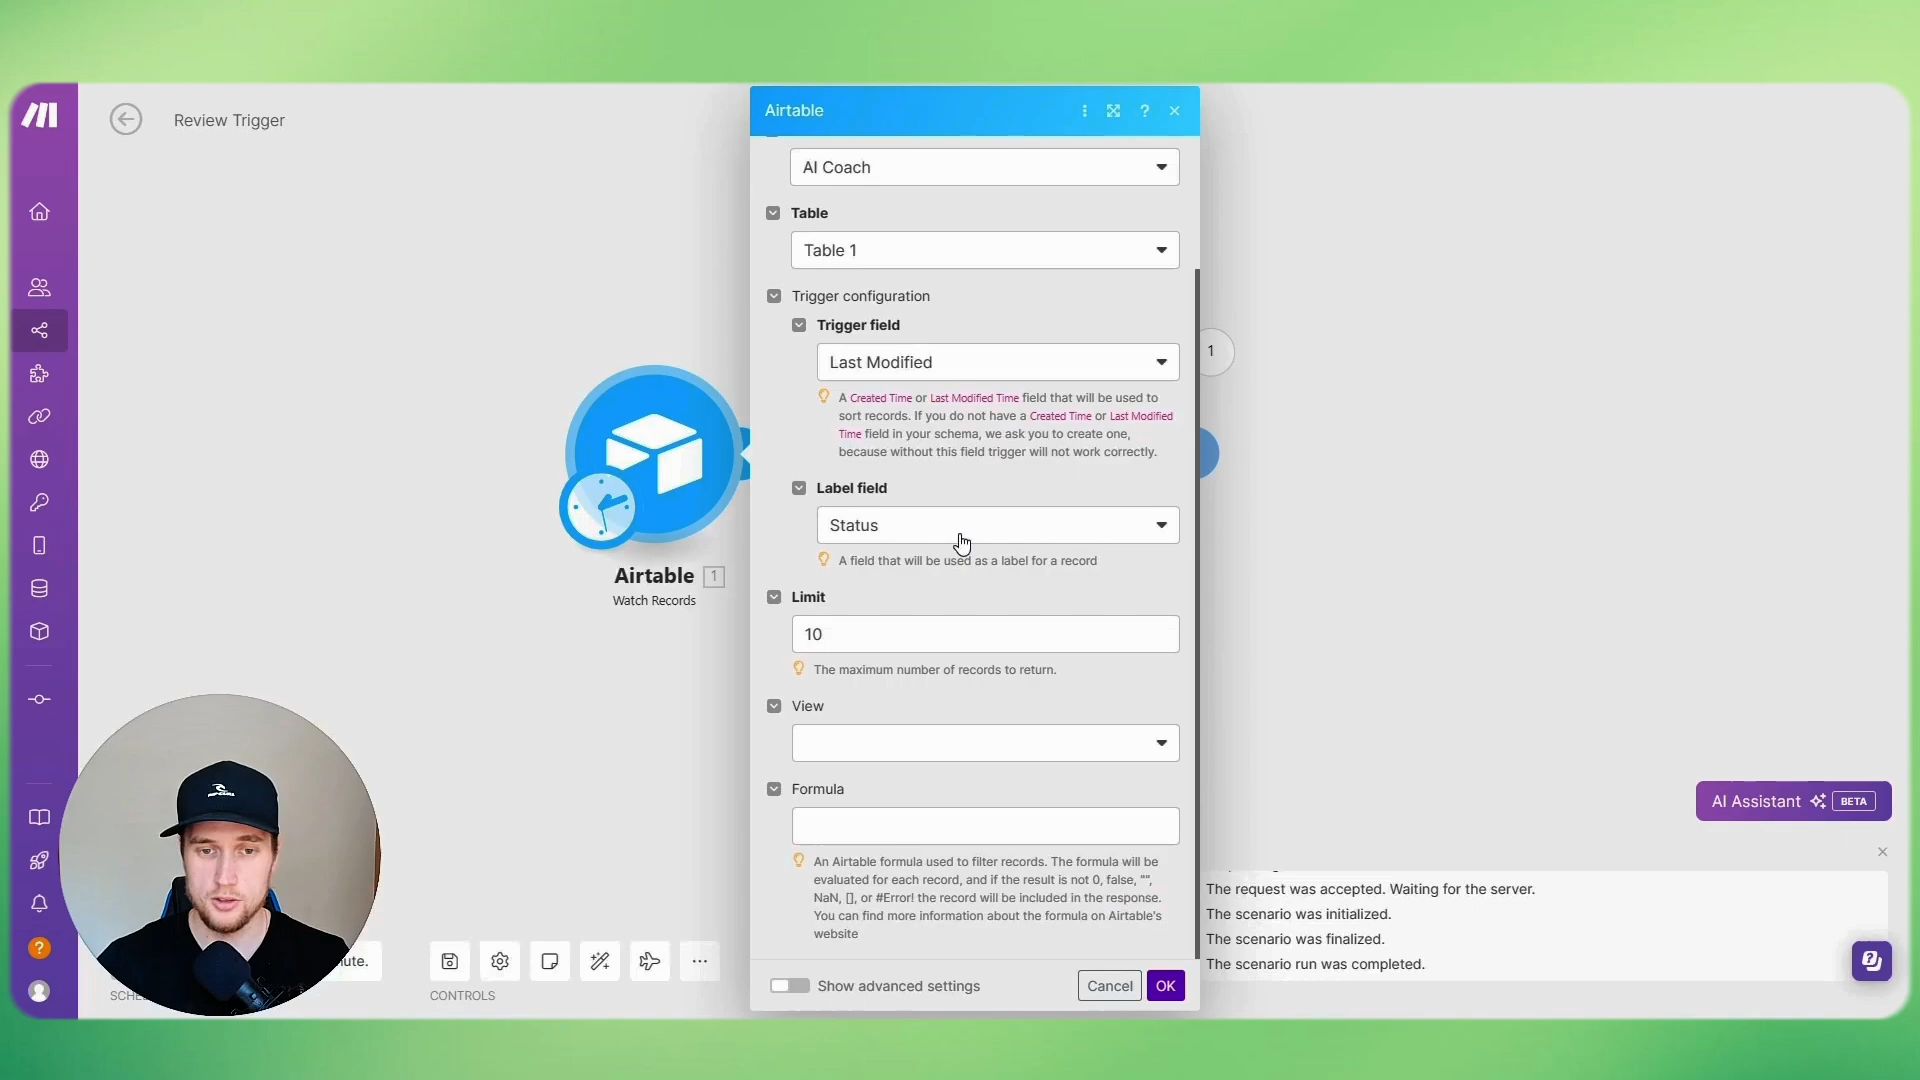 Review Trigger
Airtable
?
AI Coach
Table
Table 1
Trigger configuration
Trigger field
Last Modified
A Created Time or Last Modified Time field that will be used to
sort records. If you do not have a Created Time or Last Modified
Time field in your schema, we ask you to create one,
because without this field trigger will not work correctly.
Label field
Status
A field that will be used as a label for a record
Limit
10
The maximum number of records to return.
View
Formula
An Airtable formula used to filter records. The formula will be
evaluated for each record, and if the result is not 0, false, "",
NaN, [], or #Error! the record will be included in the response.
You can find more information about the formula on Airtable's
website
Show advanced settings
Cancel
OK
Airtable 1
Watch Records
1
AI Assistant BETA
The request was accepted. Waiting for the server.
The scenario was initialized.
The scenario was finalized.
The scenario run was completed.
CONTROLS
?
?